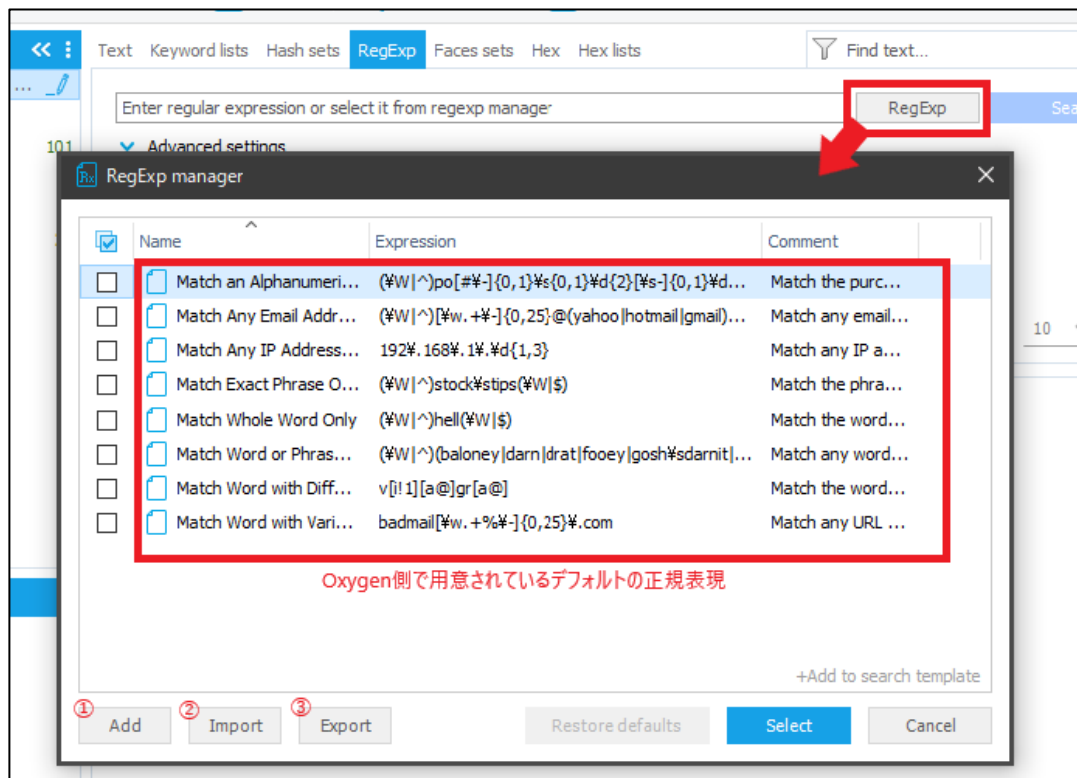 Text Keyword lists Hash sets RegExp Faces sets Hex Hex lists Find text...
...
Enter regular expression or select it from regexp manager RegExp Sea
101 Advanced settings
RegExp manager
Name Expression Comment
Match an Alphanumeri... (¥W|^)po[#¥-]{0,1}¥s{0,1}¥d{2}[¥s-]{0,1}¥d... Match the purc...
Match Any Email Addr... (¥W|^)[¥w.+¥-]{0,25}@(yahoo|hotmail|gmail)... Match any email...
Match Any IP Address... 192¥.168¥.1¥.¥d{1,3} Match any IP a...
Match Exact Phrase O... (¥W|^)stock¥stips(¥W|$) Match the phra...
Match Whole Word Only (¥W|^)hell(¥W|$) Match the word...
Match Word or Phras... (¥W|^)(baloney|darn|drat|fooey|gosh¥sdarnit|... Match any word...
Match Word with Diff... v[i!1][a@]gr[a@] Match the word...
Match Word with Vari... badmail[¥w.+%¥-]{0,25}¥.com Match any URL ...
10
Oxygen側で用意されているデフォルトの正規表現
+Add to search template
① Add ② Import ③ Export Restore defaults Select Cancel